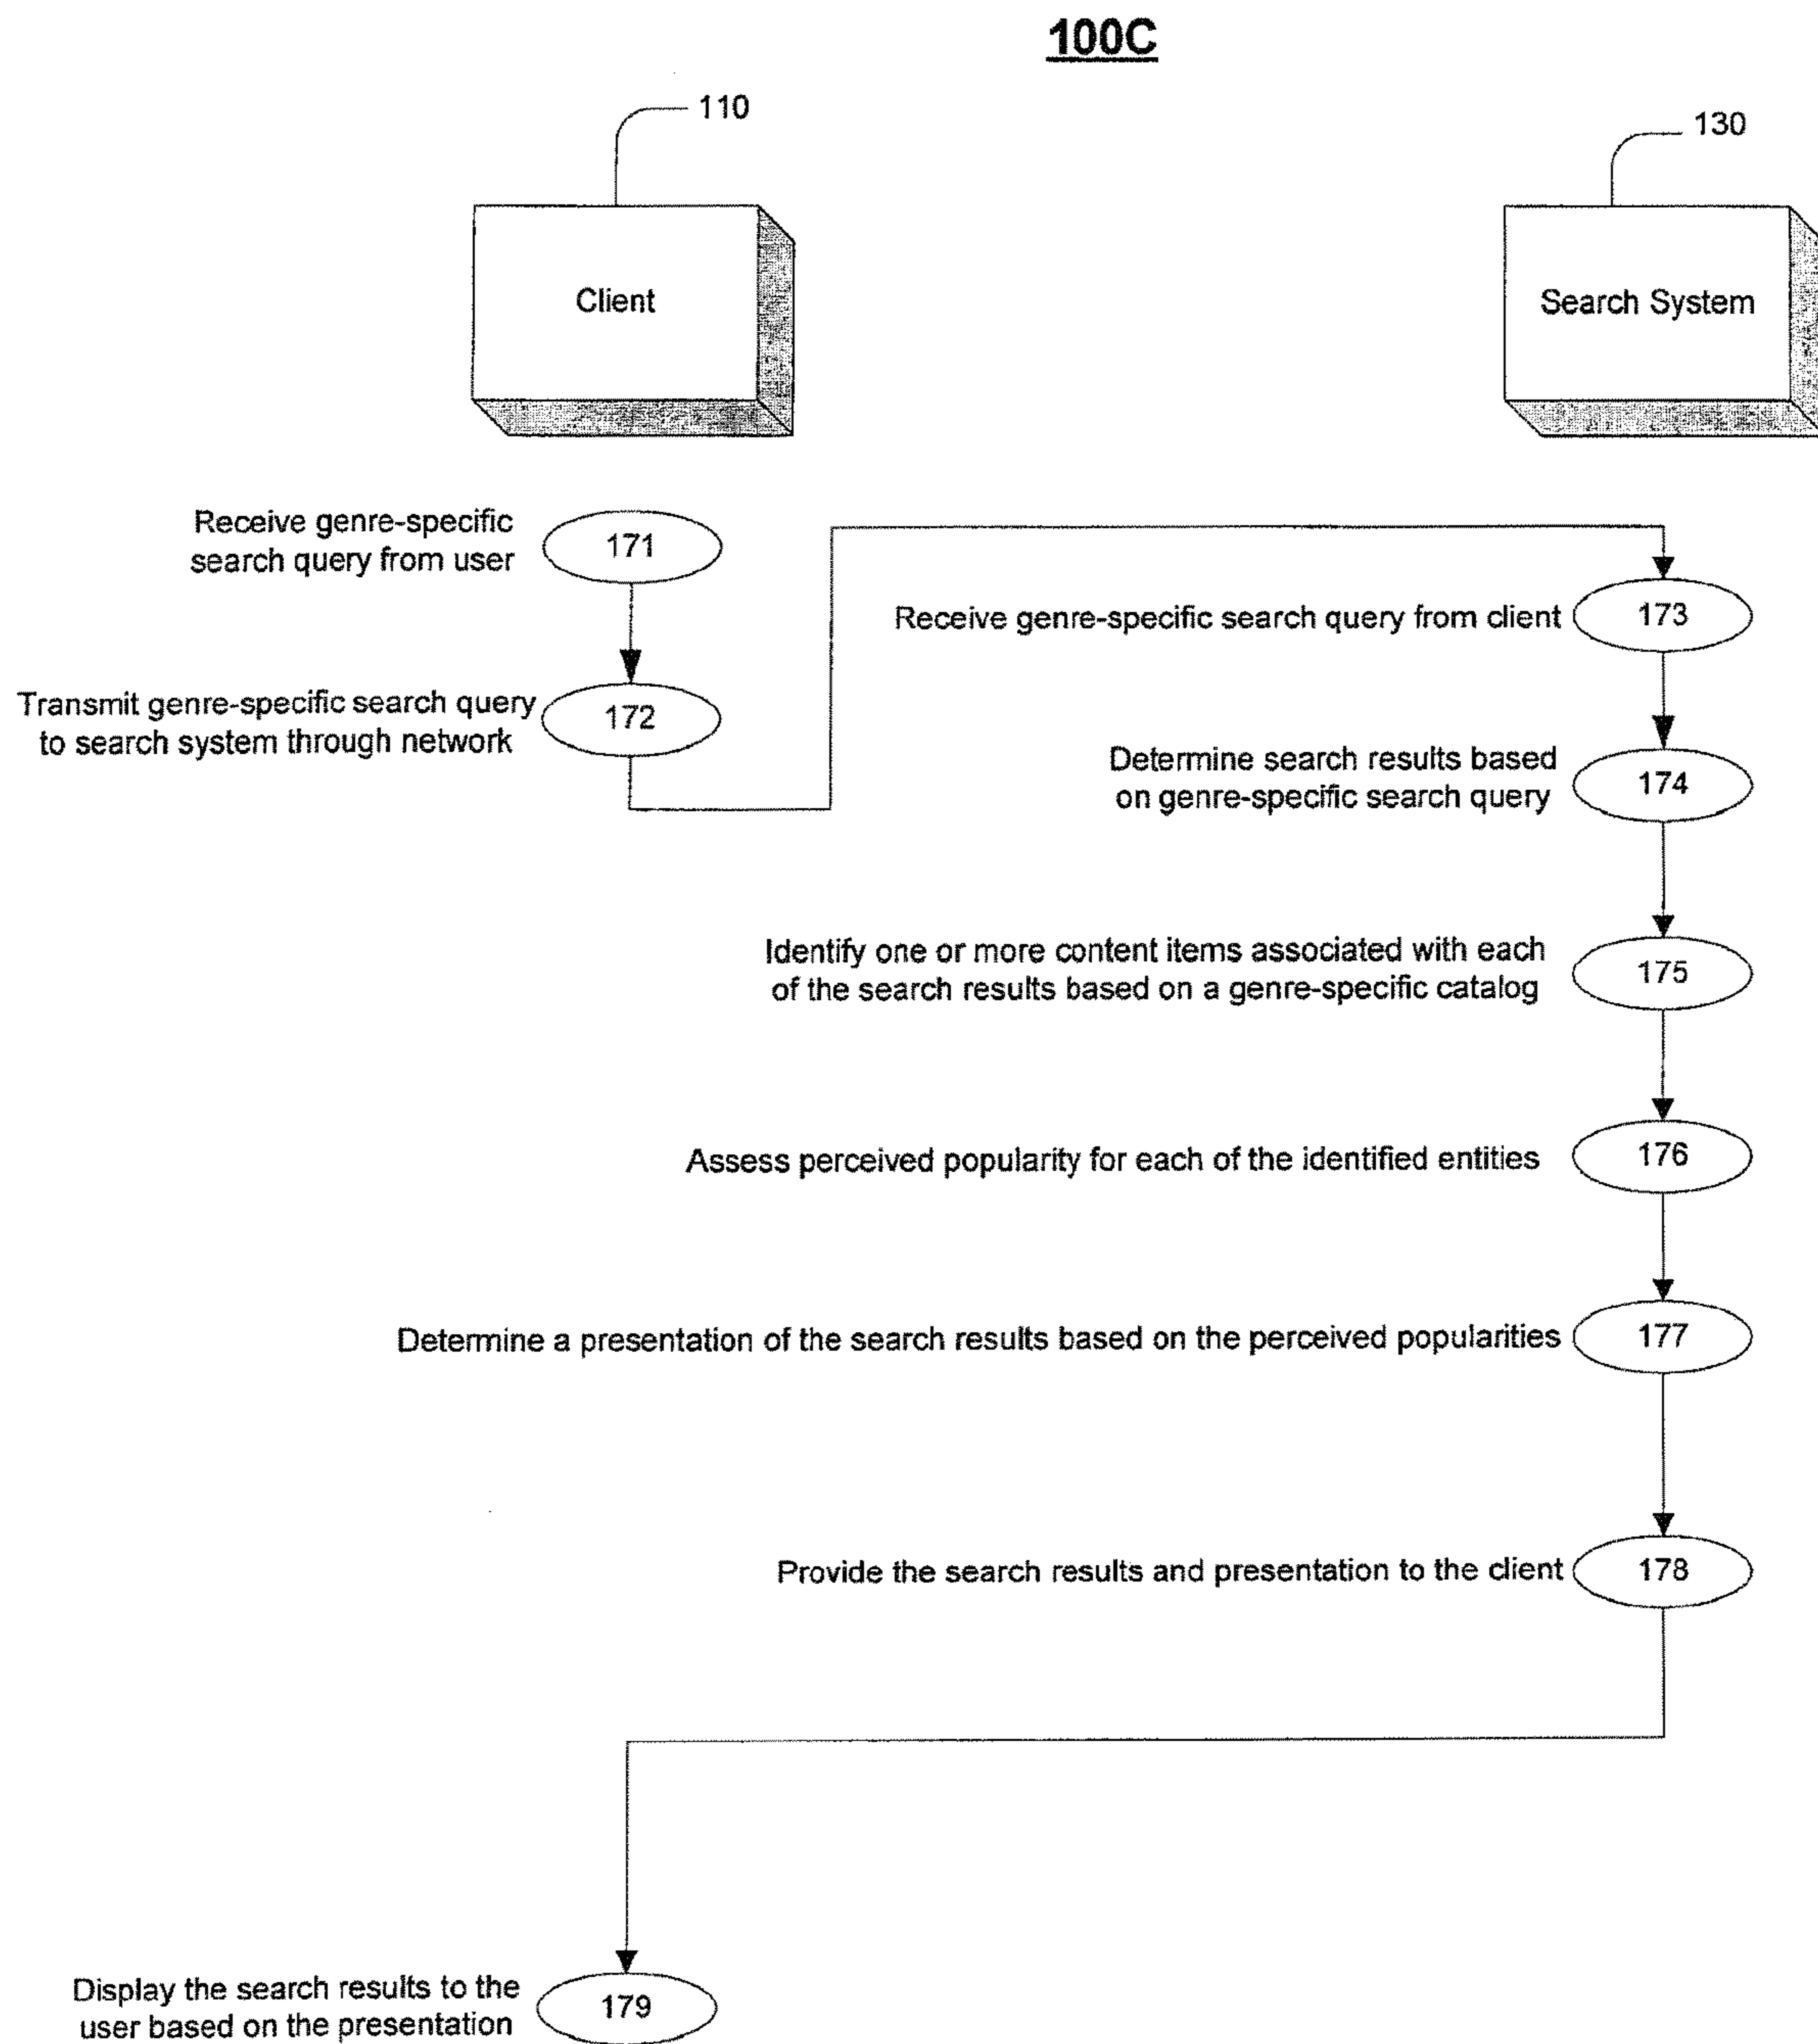 100C
110
130
Client
Search System
Receive genre-specific
search query from user
171
Receive genre-specific search query from client
173
Transmit genre-specific search query
to search system through network
172
Determine search results based
on genre-specific search query
174
Identify one or more content items associated with each
of the search results based on a genre-specific catalog
175
Assess perceived popularity for each of the identified entities
176
Determine a presentation of the search results based on the perceived popularities
177
Provide the search results and presentation to the client
178
Display the search results to the
user based on the presentation
179